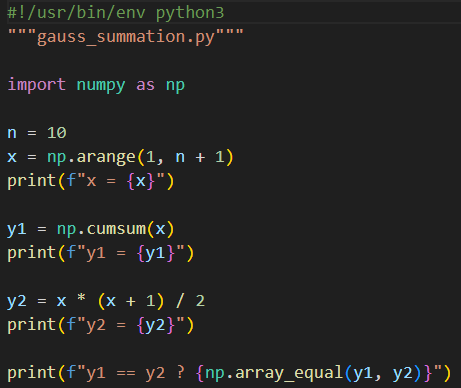 #!/usr/bin/env python3
"""gauss_summation.py"""
import numpy as np
n = 10
x = np.arange(1, n + 1)
print(f"x = {x}")
y1 = np.cumsum(x)
print(f"y1 = {y1}")
y2 = x * (x + 1) / 2
print(f"y2 = {y2}")
print(f"y1 == y2 ? {np.array_equal(y1, y2)}")